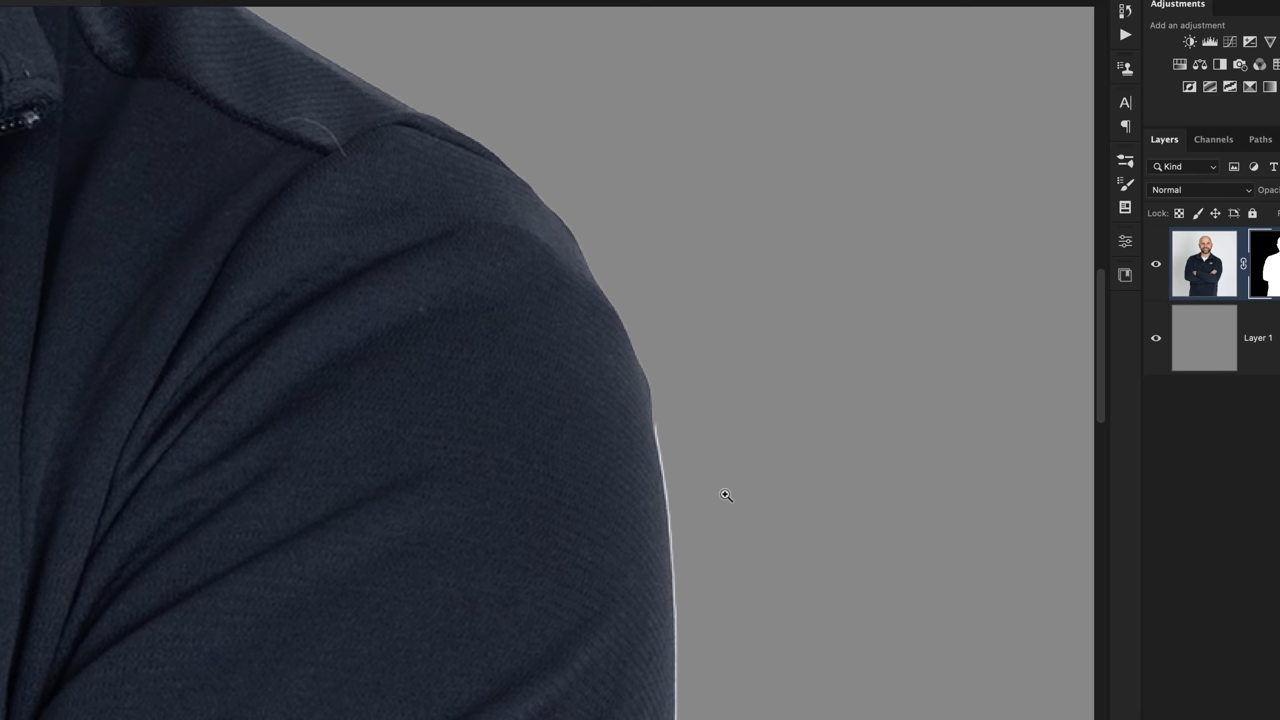 Adjustments
Add an adjustment
A|
Layers Channels Paths
Kind
Normal Opac
Lock:
Layer 1